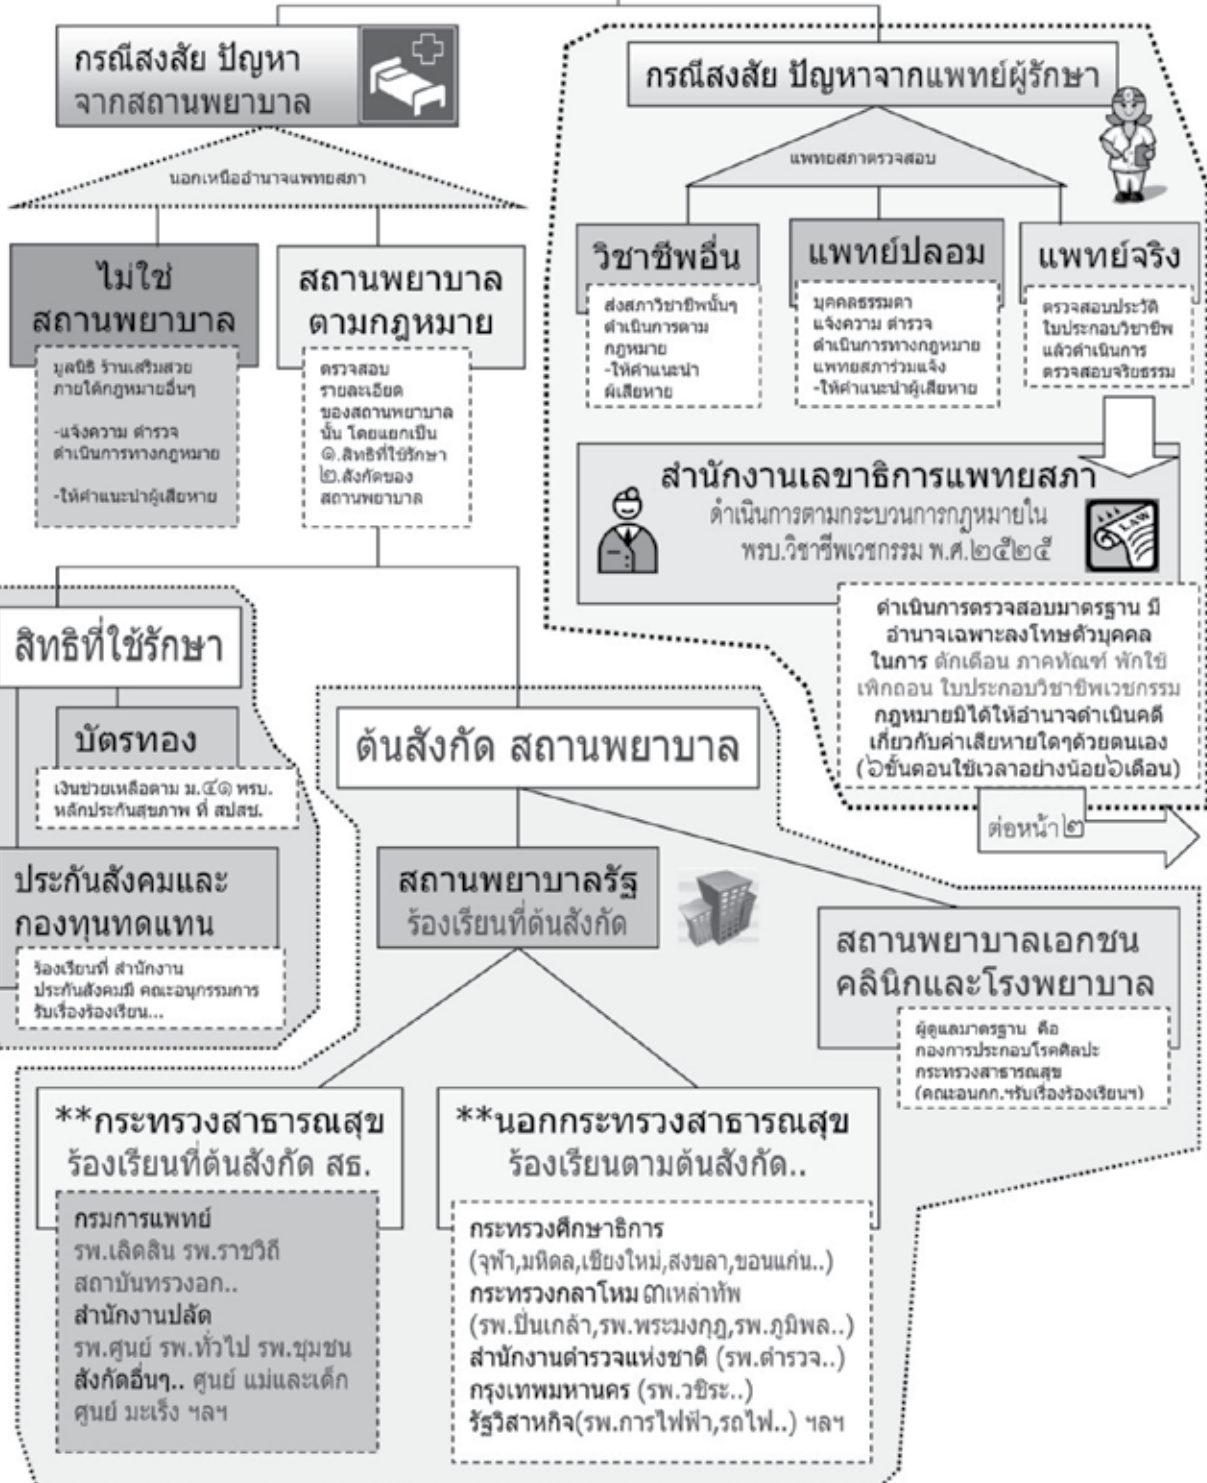 กรณีสงสัย ปัญหา
จากสถานพยาบาล
นอกเหนืออำนาจแพทยสภา
ไม่ใช่
สถานพยาบาล
มูลนิธิ ร้านเสริมสวย
ภายใต้กฎหมายอื่นๆ
-แจ้งความ ตำรวจ
ดำเนินการทางกฎหมาย
-ให้คำแนะนำผู้เสียหาย
สถานพยาบาล
ตามกฎหมาย
ตรวจสอบ
รายละเอียด
ของสถานพยาบาล
นั้น โดยแยกเป็น
๑.สิทธิที่ใช้รักษา
๒.สังกัดของ
สถานพยาบาล
กรณีสงสัย ปัญหาจากแพทย์ผู้รักษา
แพทยสภาตรวจสอบ
วิชาชีพอื่น
ส่งสภาวิชาชีพนั้นๆ
ดำเนินการตาม
กฎหมาย
-ให้คำแนะนำ
ผู้เสียหาย
แพทย์ปลอม
บุคคลธรรมดา
แจ้งความ ตำรวจ
ดำเนินการทางกฎหมาย
แพทยสภาร่วมแจ้ง
-ให้คำแนะนำผู้เสียหาย
แพทย์จริง
ตรวจสอบประวัติ
ใบประกอบวิชาชีพ
แล้วดำเนินการ
ตรวจสอบจริยธรรม
สำนักงานเลขาธิการแพทยสภา
ดำเนินการตามกระบวนการกฎหมายใน
พรบ.วิชาชีพเวชกรรม พ.ศ.๒๕๒๕
LAW
ดำเนินการตรวจสอบมาตรฐาน มี
อำนาจเฉพาะลงโทษตัวบุคคล
ในการ ตักเตือน ภาคทัณฑ์ พักใช้
เพิกถอน ใบประกอบวิชาชีพเวชกรรม
กฎหมายมิได้ให้อำนาจดำเนินคดี
เกี่ยวกับค่าเสียหายใดๆด้วยตนเอง
(๖ขั้นตอนใช้เวลาอย่างน้อย๖เดือน)
ต่อหน้า๒
สิทธิที่ใช้รักษา
บัตรทอง
เงินช่วยเหลือตาม ม.๔๑ พรบ.
หลักประกันสุขภาพ ที่ สปสช.
ประกันสังคมและ
กองทุนทดแทน
ร้องเรียนที่ สำนักงาน
ประกันสังคมมี คณะอนุกรรมการ
รับเรื่องร้องเรียน...
ต้นสังกัด สถานพยาบาล
สถานพยาบาลรัฐ
ร้องเรียนที่ต้นสังกัด
สถานพยาบาลเอกชน
คลินิกและโรงพยาบาล
ผู้ดูแลมาตรฐาน คือ
กองการประกอบโรคศิลปะ
กระทรวงสาธารณสุข
(คณะอนกก.ฯรับเรื่องร้องเรียนฯ)
**กระทรวงสาธารณสุข
ร้องเรียนที่ต้นสังกัด สธ.
กรมการแพทย์
รพ.เลิดสิน รพ.ราชวิถี
สถาบันทรวงอก..
สำนักงานปลัด
รพ.ศูนย์ รพ.ทั่วไป รพ.ชุมชน
สังกัดอื่นๆ.. ศูนย์ แม่และเด็ก
ศูนย์ มะเร็ง ฯลฯ
**นอกกระทรวงสาธารณสุข
ร้องเรียนตามต้นสังกัด..
กระทรวงศึกษาธิการ
(จุฬา,มหิดล,เชียงใหม่,สงขลา,ขอนแก่น..)
กระทรวงกลาโหม ๓เหล่าทัพ
(รพ.ปิ่นเกล้า,รพ.พระมงกุฎ,รพ.ภูมิพล..)
สำนักงานตำรวจแห่งชาติ (รพ.ตำรวจ..)
กรุงเทพมหานคร (รพ.วชิระ..)
รัฐวิสาหกิจ(รพ.การไฟฟ้า,รถไฟ..) ฯลฯ